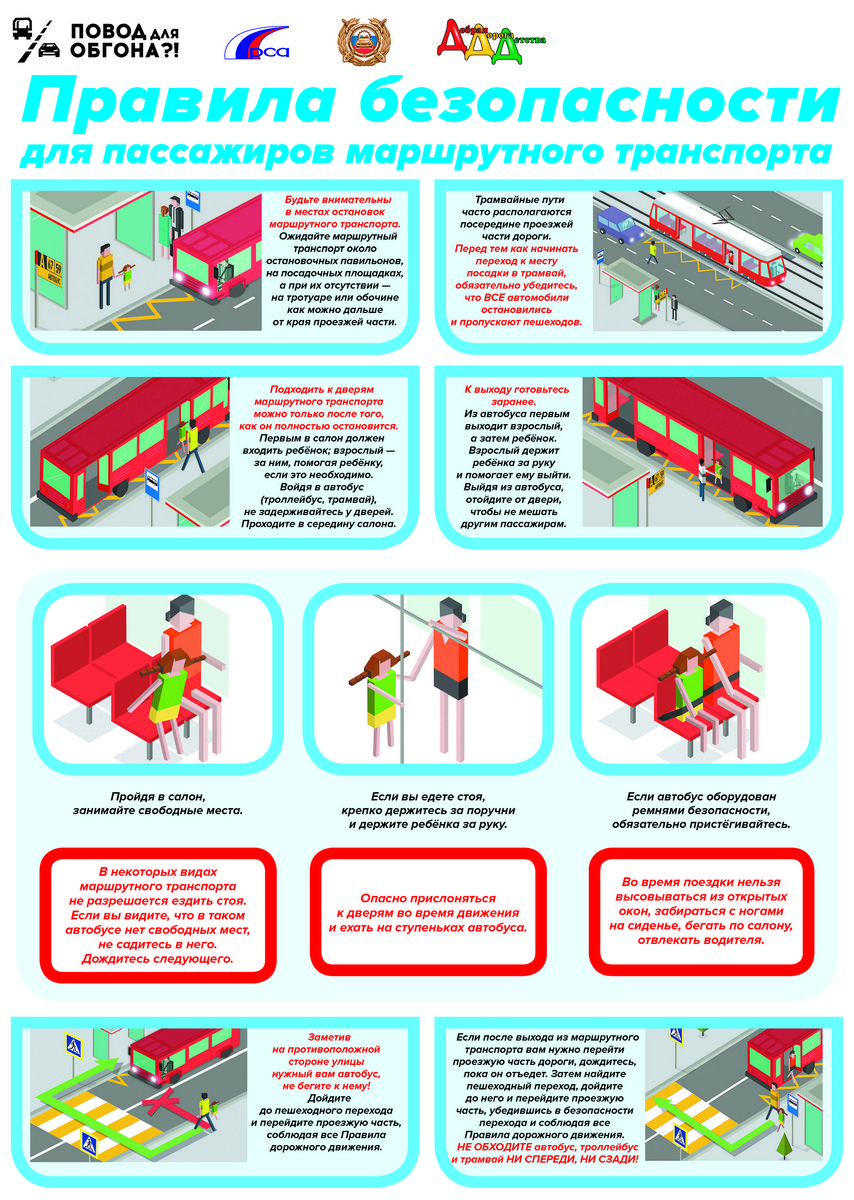 ПОВОД для
ОБГОНА?!
рса
Добрая
Дорога
Детства
Правила безопасности
для пассажиров маршрутного транспорта
Будьте внимательны
в местах остановок
маршрутного транспорта.
Ожидайте маршрутный
транспорт около
остановочных павильонов,
на посадочных площадках,
а при их отсутствии —
на тротуаре или обочине
как можно дальше
от края проезжей части.
А 67 59
Трамвайные пути
часто располагаются
посередине проезжей
части дороги.
Перед тем как начинать
переход к месту
посадки в трамвай,
обязательно убедитесь,
что ВСЕ автомобили
остановились
и пропускают пешеходов.
Подходить к дверям
маршрутного транспорта
можно только после того,
как он полностью остановится.
Первым в салон должен
входить ребёнок; взрослый —
за ним, помогая ребёнку,
если это необходимо.
Войдя в автобус
(троллейбус, трамвай),
не задерживайтесь у дверей.
Проходите в середину салона.
К выходу готовьтесь
заранее.
Из автобуса первым
выходит взрослый,
а затем ребёнок.
Взрослый держит
ребёнка за руку
и помогает ему выйти.
Выйдя из автобуса,
отойдите от двери,
чтобы не мешать
другим пассажирам.
Пройдя в салон,
занимайте свободные места.
Если вы едете стоя,
крепко держитесь за поручни
и держите ребёнка за руку.
Если автобус оборудован
ремнями безопасности,
обязательно пристёгивайтесь.
В некоторых видах
маршрутного транспорта
не разрешается ездить стоя.
Если вы видите, что в таком
автобусе нет свободных мест,
не садитесь в него.
Дождитесь следующего.
Опасно прислоняться
к дверям во время движения
и ехать на ступеньках автобуса.
Во время поездки нельзя
высовываться из открытых
окон, забираться с ногами
на сиденье, бегать по салону,
отвлекать водителя.
Заметив
на противоположной
стороне улицы
нужный вам автобус,
не бегите к нему!
Дойдите
до пешеходного перехода
и перейдите проезжую часть,
соблюдая все Правила
дорожного движения.
Если после выхода из маршрутного
транспорта вам нужно перейти
проезжую часть дороги, дождитесь,
пока он отъедет. Затем найдите
пешеходный переход, дойдите
до него и перейдите проезжую
часть, убедившись в безопасности
перехода и соблюдая все
Правила дорожного движения.
НЕ ОБХОДИТЕ автобус, троллейбус
и трамвай НИ СПЕРЕДИ, НИ СЗАДИ!